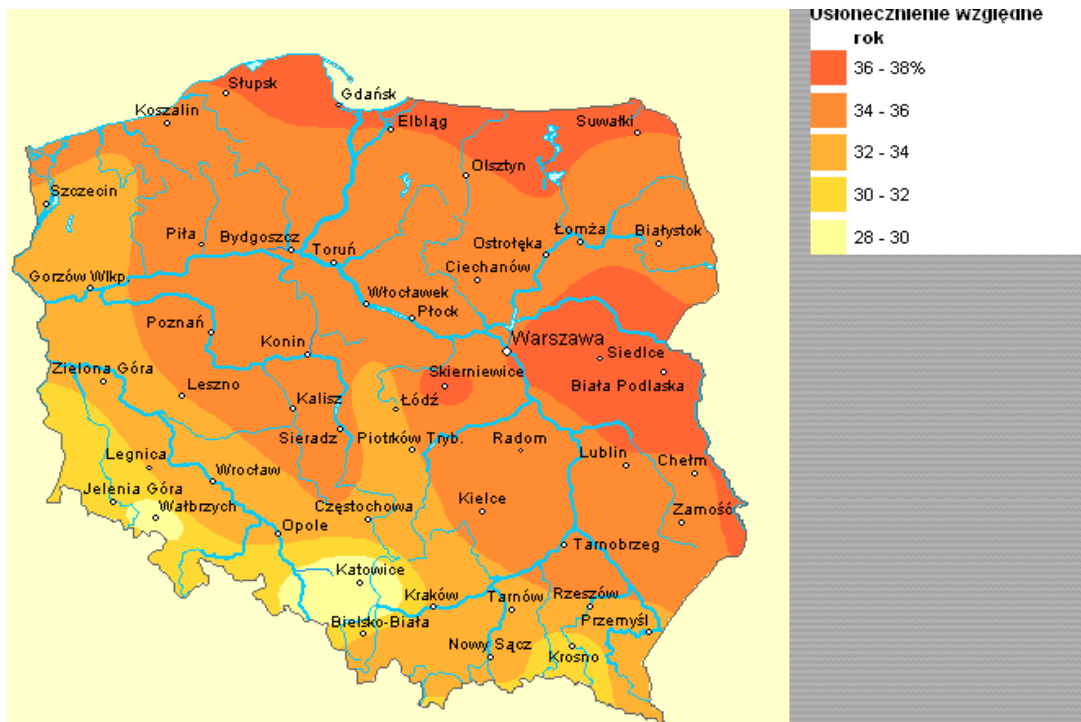 Usłonecznienie względne
rok
36 - 38%
34 - 36
32 - 34
30 - 32
28 - 30
Słupsk
Gdańsk
Koszalin
Elbląg
Suwałki
Olsztyn
Szczecin
Piła
Bydgoszcz
Toruń
Ostrołęka
Łomża
Białystok
Ciechanów
Gorzów Wlkp.
Włocławek
Płock
Poznań
Konin
Warszawa
Siedlce
Zielona Góra
Leszno
Skierniewice
Biała Podlaska
Kalisz
Łódź
Sieradz
Piotrków Tryb.
Radom
Lublin
Chełm
Legnica
Wrocław
Jelenia Góra
Wałbrzych
Częstochowa
Kielce
Zamość
Opole
Tarnobrzeg
Katowice
Kraków
Tarnów
Rzeszów
Bielsko-Biała
Przemyśl
Nowy Sącz
Krosno